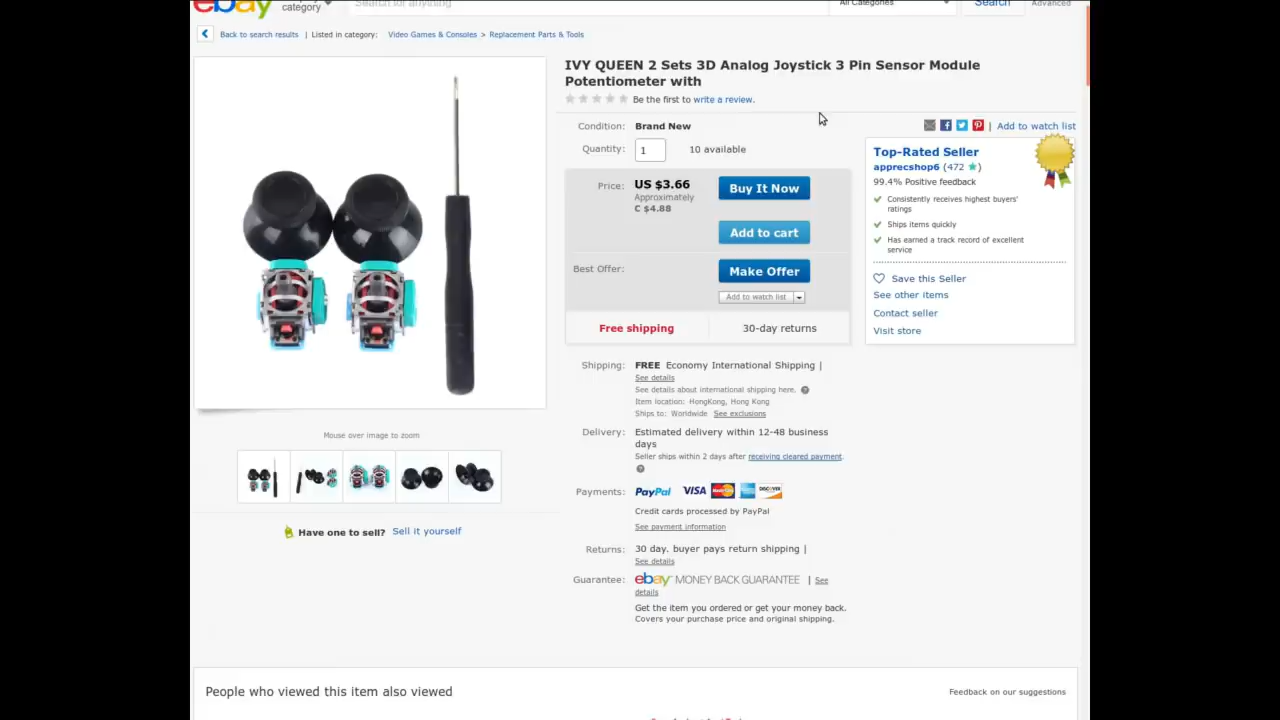 ebay
category
Search for anything
All Categories
Search
Advanced
Back to search results | Listed in category: Video Games & Consoles > Replacement Parts & Tools
IVY QUEEN 2 Sets 3D Analog Joystick 3 Pin Sensor Module
Potentiometer with
Be the first to write a review.
Condition: Brand New
Quantity: 1 10 available
Price: US $3.66
Approximately
C $4.88
Buy It Now
Add to cart
Best Offer:
Make Offer
Add to watch list
Free shipping 30-day returns
| Add to watch list
Top-Rated Seller
apprecshop6 (472 )
99.4% Positive feedback
Consistently receives highest buyers'
ratings
Ships items quickly
Has earned a track record of excellent
service
Save this Seller
See other items
Contact seller
Visit store
Shipping: FREE Economy International Shipping |
See details
See details about international shipping here.
Item location: HongKong, Hong Kong
Ships to: Worldwide See exclusions
Delivery: Estimated delivery within 12-48 business
days
Seller ships within 2 days after receiving cleared payment.
Payments: PayPal VISA MasterCard DISCOVER
Credit cards processed by PayPal
See payment information
Returns: 30 day. buyer pays return shipping |
See details
Guarantee: ebay MONEY BACK GUARANTEE | See
details
Get the item you ordered or get your money back.
Covers your purchase price and original shipping.
Mouse over image to zoom
Have one to sell? Sell it yourself
People who viewed this item also viewed
Feedback on our suggestions